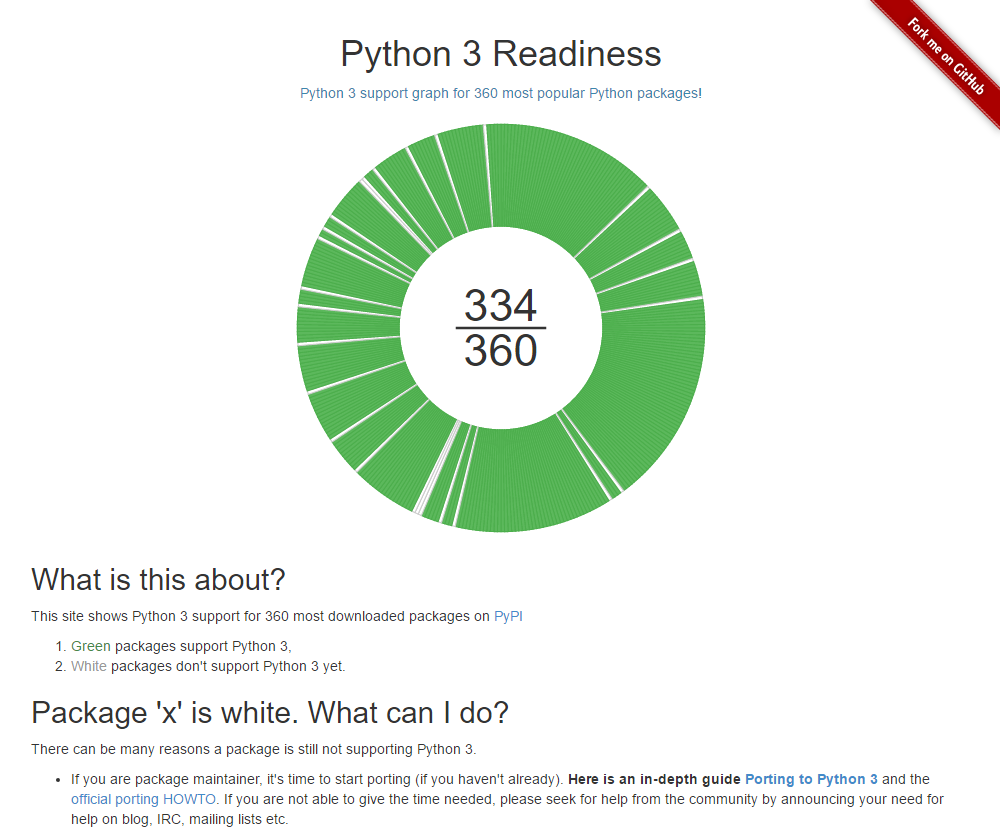 Fork me on GitHub
Python 3 Readiness
Python 3 support graph for 360 most popular Python packages!
334
360
What is this about?
This site shows Python 3 support for 360 most downloaded packages on PyPI
1. Green packages support Python 3,
2. White packages don't support Python 3 yet.
Package 'x' is white. What can I do?
There can be many reasons a package is still not supporting Python 3.
• If you are package maintainer, it's time to start porting (if you haven't already). Here is an in-depth guide Porting to Python 3 and the
official porting HOWTO. If you are not able to give the time needed, please seek for help from the community by announcing your need for
help on blog, IRC, mailing lists etc.